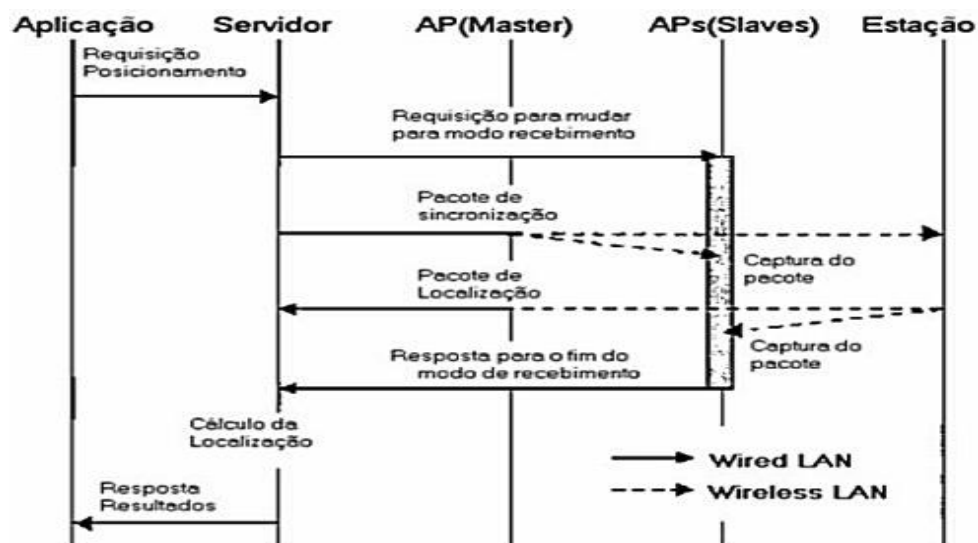 Aplicação Servidor AP(Master) APs(Slaves) Estação
Requisição
Posicionamento
Requisição para mudar
para modo recebimento
Pacote de
sincronização
Captura do
pacote
Pacote de
Localização
Captura do
pacote
Resposta para o fim do
modo de recebimento
Cálculo da
Localização
Wired LAN
Wireless LAN
Resposta
Resultados